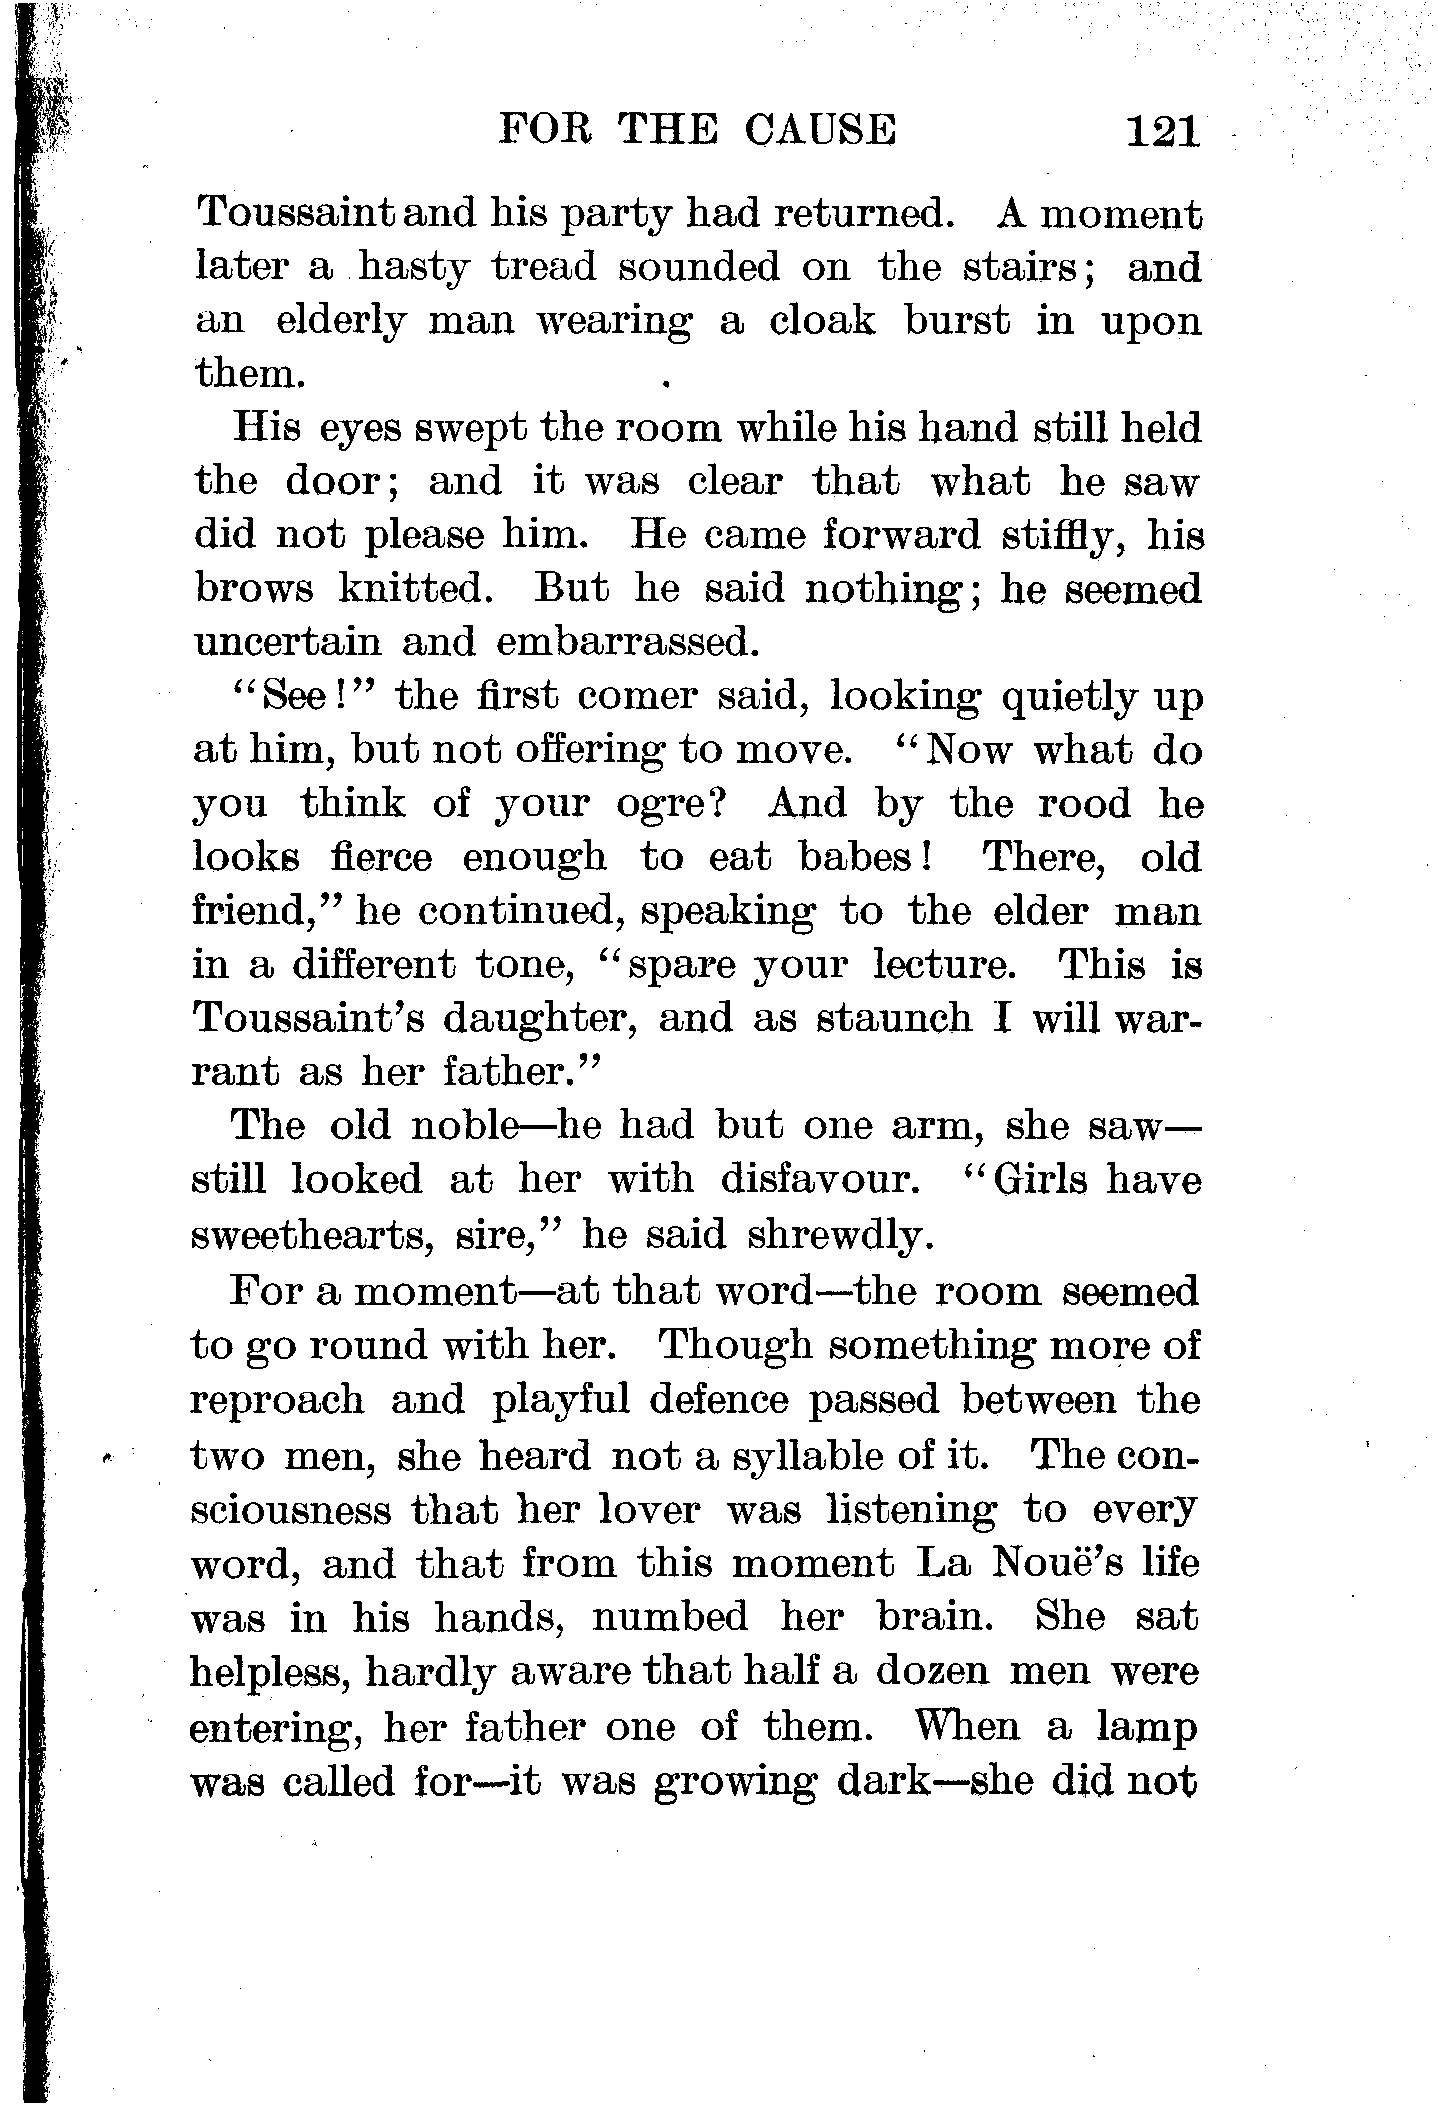 FOR THE CAUSE 121
Toussaint and his party had returned. A moment
later a hasty tread sounded on the stairs; and
an elderly man wearing a cloak burst in upon
them.
His eyes swept the room while his hand still held
the door; and it was clear that what he saw
did not please him. He came forward stiffly, his
brows knitted. But he said nothing; he seemed
uncertain and embarrassed.
"See!" the first comer said, looking quietly up
at him, but not offering to move. "Now what do
you think of your ogre? And by the rood he
looks fierce enough to eat babes! There, old
friend," he continued, speaking to the elder man
in a different tone, "spare your lecture. This is
Toussaint's daughter, and as staunch I will war-
rant as her father."
The old noble—he had but one arm, she saw—
still looked at her with disfavour. "Girls have
sweethearts, sire," he said shrewdly.
For a moment—at that word—the room seemed
to go round with her. Though something more of
reproach and playful defence passed between the
two men, she heard not a syllable of it. The con-
sciousness that her lover was listening to every
word, and that from this moment La Nouë's life
was in his hands, numbed her brain. She sat
helpless, hardly aware that half a dozen men were
entering, her father one of them. When a lamp
was called for—it was growing dark—she did not